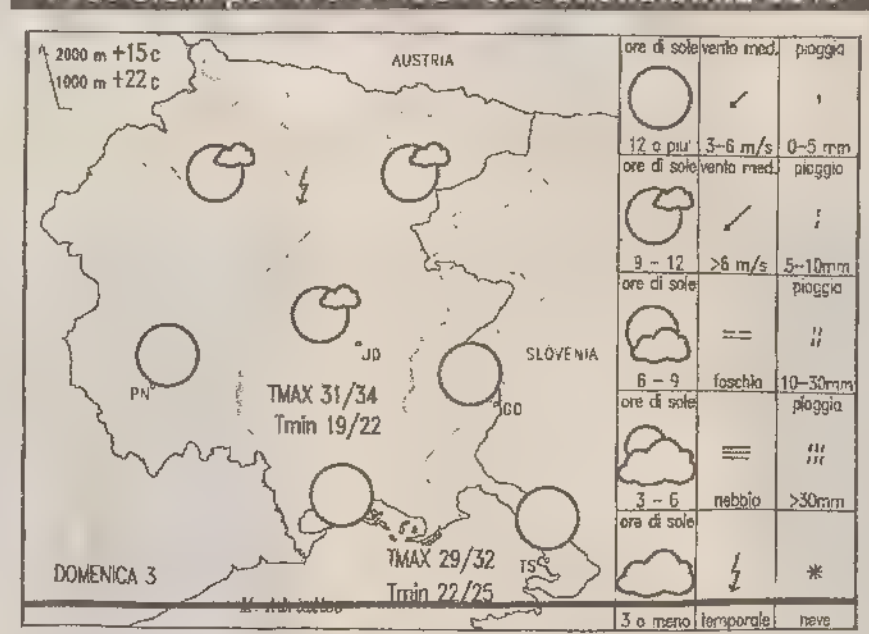 2000 m +15c
1000 m +22c
AUSTRIA
SLOVENIA
UD
PN
GO
TMAX 31/34
Tmin 19/22
TMAX 29/32
Tmin 22/25
TS
DOMENICA 3
ore di sole vento med. pioggia
12 o piu' 3-6 m/s 0-5 mm
ore di sole vento med. pioggia
9 - 12 >6 m/s 5-10mm
ore di sole pioggia
6 - 9 foschia 10-30mm
ore di sole pioggia
3 - 6 nebbia >30mm
ora di sole
3 o meno temporale neve